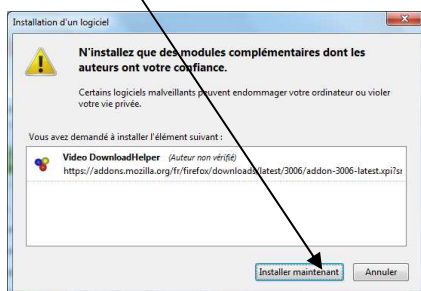 Installation d'un logiciel
N'installez que des modules complémentaires dont les
auteurs ont votre confiance.
Certains logiciels malveillants peuvent endommager votre ordinateur ou violer
votre vie privée.
Vous avez demandé à installer l'élément suivant :
Video DownloadHelper (Auteur non vérifié)
https://addons.mozilla.org/fr/firefox/downloads/latest/3006/addon-3006-latest.xpi?sr
Installer maintenant Annuler